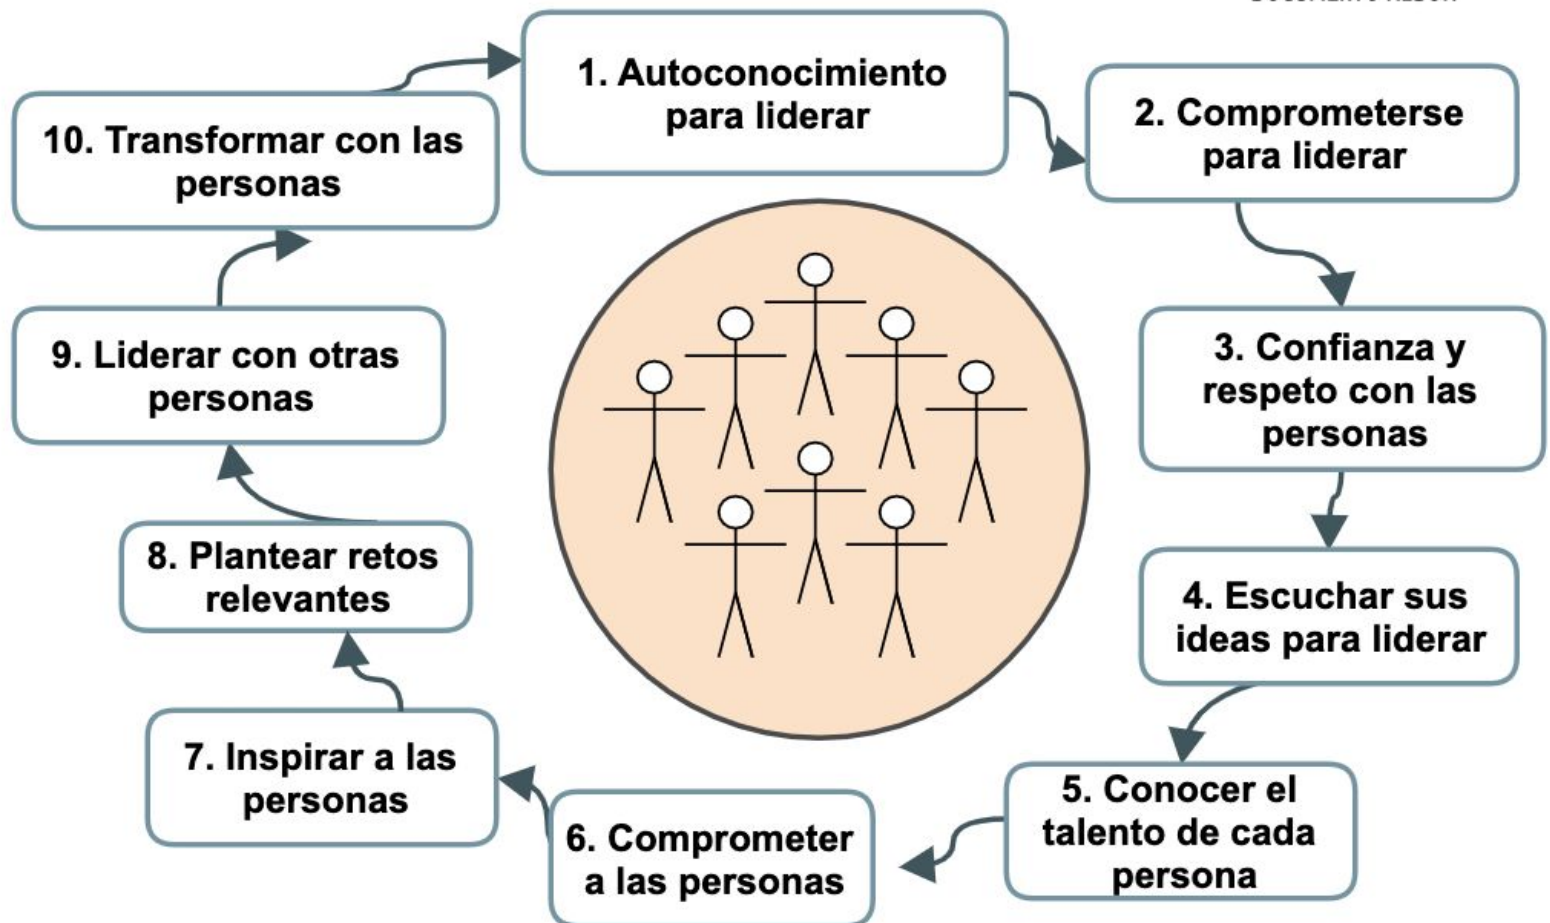 1. Autoconocimiento
para liderar
2. Comprometerse
para liderar
3. Confianza y
respeto con las
personas
4. Escuchar sus
ideas para liderar
5. Conocer el
talento de cada
persona
6. Comprometer
a las personas
7. Inspirar a las
personas
8. Plantear retos
relevantes
9. Liderar con otras
personas
10. Transformar con las
personas